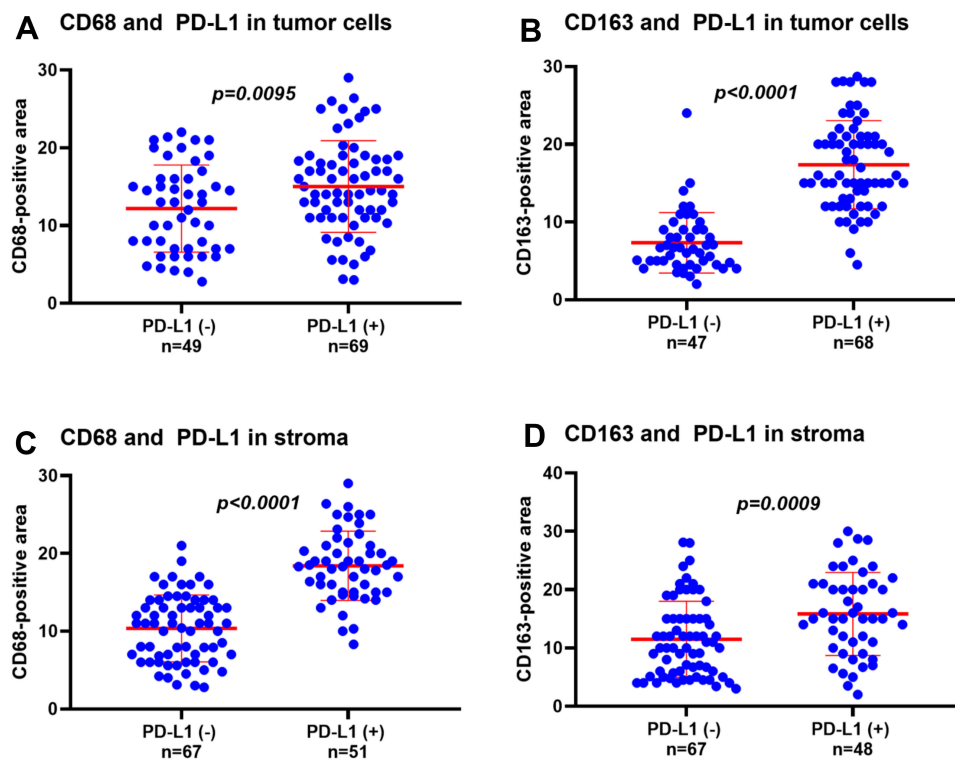 A CD68 and PD-L1 in tumor cells
CD68-positive area
30
20
10
0
p=0.0095
PD-L1 (-)
n=49
PD-L1 (+)
n=69
B CD163 and PD-L1 in tumor cells
CD163-positive area
30
20
10
0
p<0.0001
PD-L1 (-)
n=47
PD-L1 (+)
n=68
C CD68 and PD-L1 in stroma
CD68-positive area
30
20
10
0
p<0.0001
PD-L1 (-)
n=67
PD-L1 (+)
n=51
D CD163 and PD-L1 in stroma
CD163-positive area
40
30
20
10
0
p=0.0009
PD-L1 (-)
n=67
PD-L1 (+)
n=48